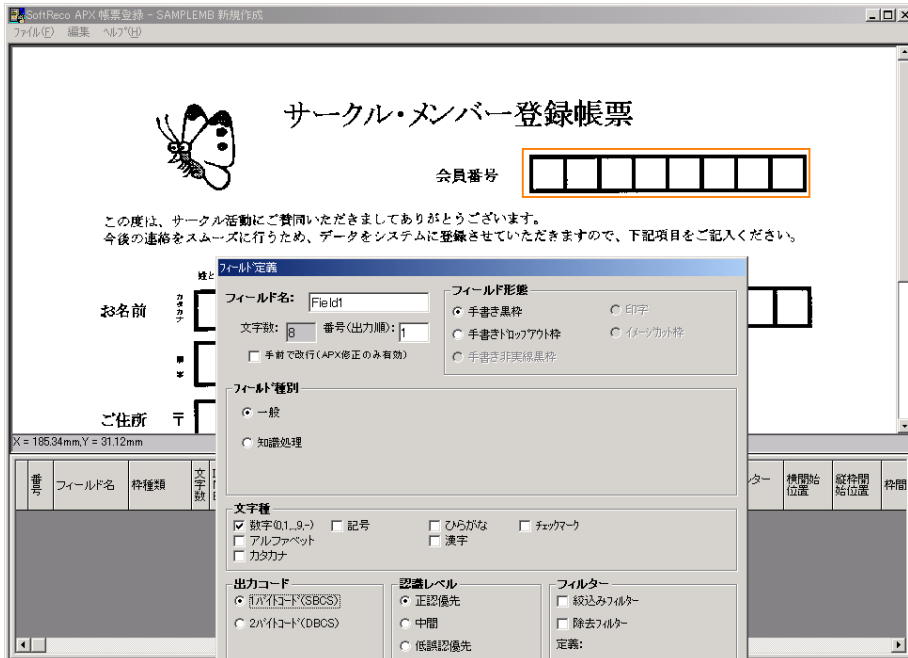 SoftReco APX 帳票登録 - SAMPLEMB 新規作成
ファイル(F) 編集 ヘルプ(H)
サークル・メンバー登録帳票
会員番号
この度は、サークル活動にご賛同いただきましてありがとうございます。
今後の連絡をスムーズに行うため、データをシステムに登録させていただきますので、下記項目をご記入ください。
姓と
お名前
カタカナ
漢字
ご住所 〒
X = 185.34mm,Y = 31.12mm
番号 フィールド名 枠種類 文字数
ター 横開始位置 縦枠開始位置 枠間
フィールド定義
フィールド名: Field1
文字数: 8 番号(出力順): 1
手前で改行(APX修正のみ有効)
フィールド形態
手書き黒枠 印字
手書きドロップアウト枠 イメージカット枠
手書き非実線黒枠
フィールド種別
一般
知識処理
文字種
数字(0,1...9,-) 記号 ひらがな チェックマーク
アルファベット 漢字
カタカナ
出力コード
1バイトコード(SBCS)
2バイトコード(DBCS)
認識レベル
正認優先
中間
低誤認優先
フィルター
絞込みフィルター
除去フィルター
定義: